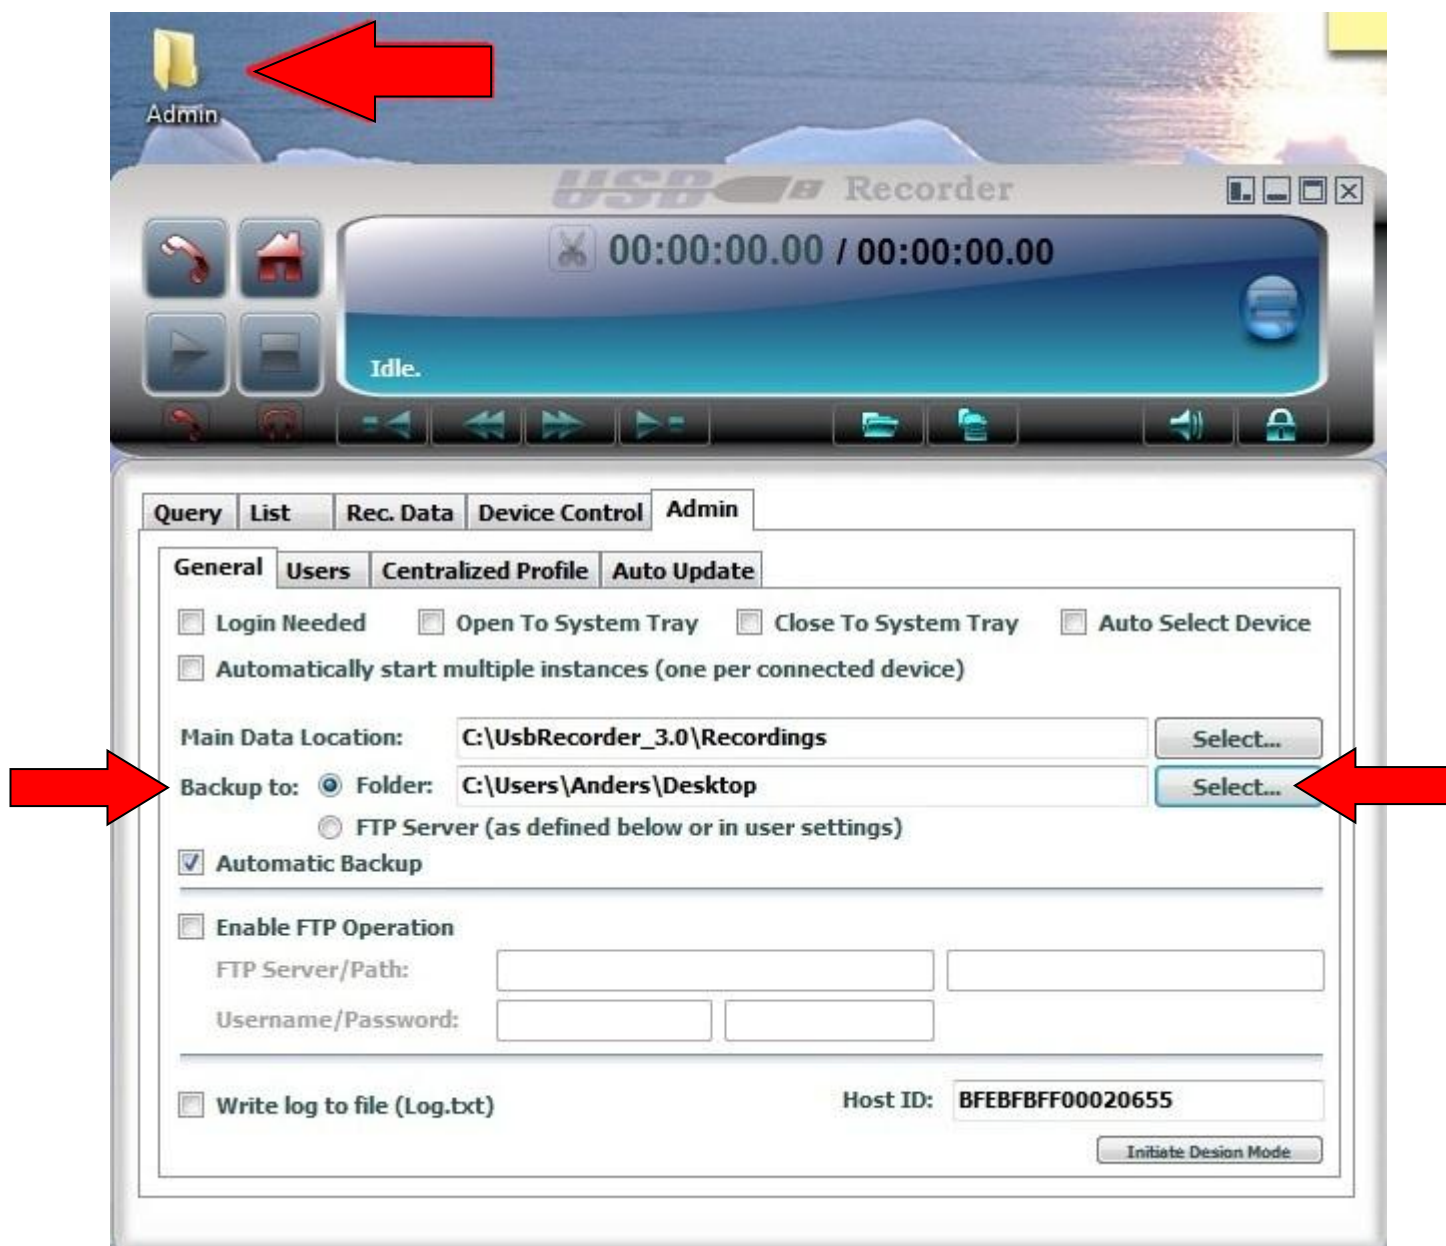 Admin
USB Recorder
00:00:00.00 / 00:00:00.00
Idle.
Query List Rec. Data Device Control Admin
General Users Centralized Profile Auto Update
Login Needed Open To System Tray Close To System Tray Auto Select Device
Automatically start multiple instances (one per connected device)
Main Data Location: C:\UsbRecorder_3.0\Recordings Select...
Backup to: Folder: C:\Users\Anders\Desktop Select...
FTP Server (as defined below or in user settings)
Automatic Backup
Enable FTP Operation
FTP Server/Path:
Username/Password:
Write log to file (Log.txt) Host ID: BFEBFBFF00020655
Initiate Design Mode